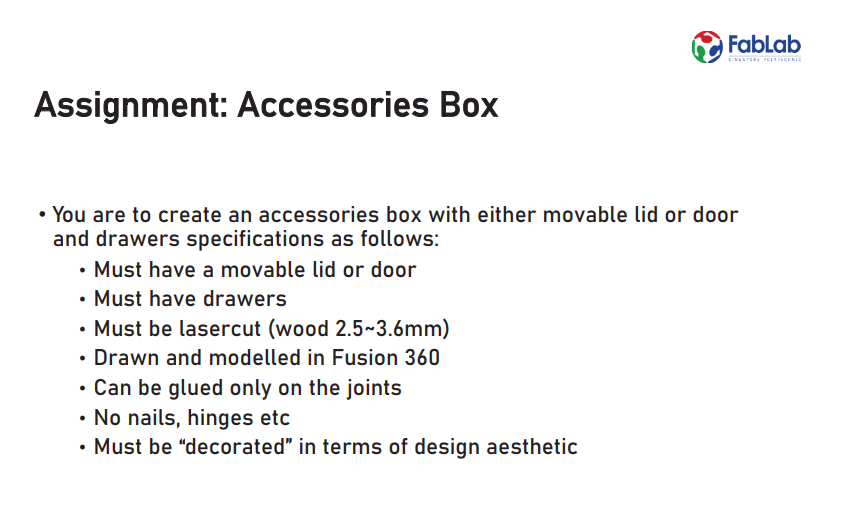 FabLab
SINGAPORE POLYTECHNIC
Assignment: Accessories Box
• You are to create an accessories box with either movable lid or door
and drawers specifications as follows:
• Must have a movable lid or door
• Must have drawers
• Must be lasercut (wood 2.5~3.6mm)
• Drawn and modelled in Fusion 360
• Can be glued only on the joints
• No nails, hinges etc
• Must be “decorated” in terms of design aesthetic